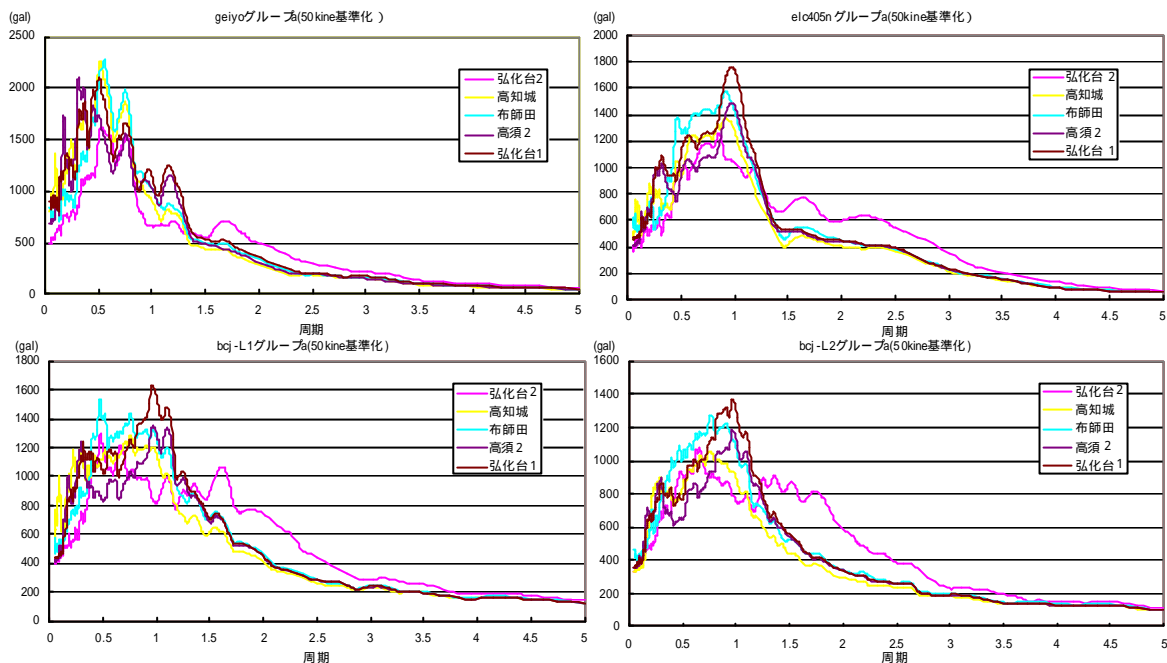 (gal)
geiyoグループa(50kine基準化)
2500
2000
1500
1000
500
0
0
0.5
1
1.5
2
2.5
3
3.5
4
4.5
5
周期
弘化台2
高知城
布師田
高須2
弘化台1
(gal)
elc405nグループa(50kine基準化)
2000
1800
1600
1400
1200
1000
800
600
400
200
0
0
0.5
1
1.5
2
2.5
3
3.5
4
4.5
5
周期
弘化台2
高知城
布師田
高須2
弘化台1
(gal)
bcj-L1グループa(50kine基準化)
1800
1600
1400
1200
1000
800
600
400
200
0
0
0.5
1
1.5
2
2.5
3
3.5
4
4.5
5
周期
弘化台2
高知城
布師田
高須2
弘化台1
(gal)
bcj-L2グループa(50kine基準化)
1600
1400
1200
1000
800
600
400
200
0
0
0.5
1
1.5
2
2.5
3
3.5
4
4.5
5
周期
弘化台2
高知城
布師田
高須2
弘化台1